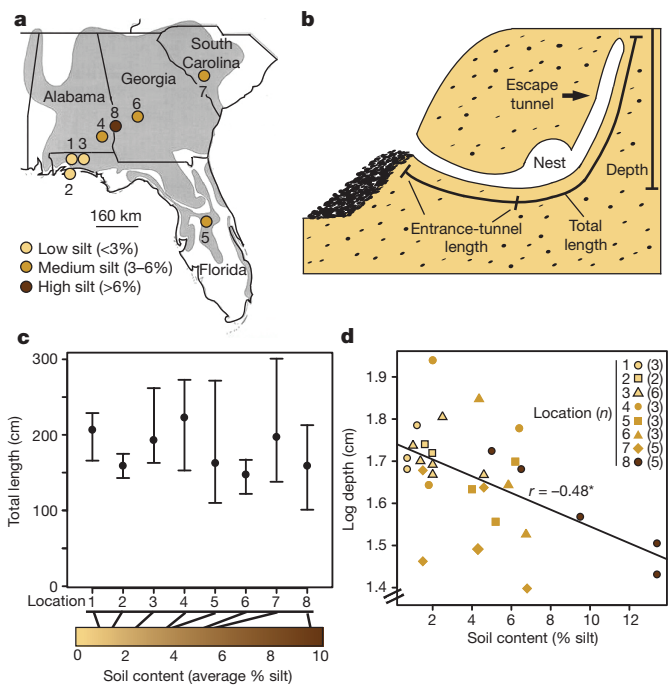 a
South
Carolina
Georgia
7
Alabama
8
6
4
1 3
2
160 km
5
Low silt (<3%)
Medium silt (3–6%)
High silt (>6%)
Florida
b
Escape
tunnel
Nest
Depth
Entrance-tunnel
length
Total
length
c
300
200
100
0
Total length (cm)
Location 1 2 3 4 5 6 7 8
0 2 4 6 8 10
Soil content (average % silt)
d
1.9
1.8
1.7
1.6
1.5
1.4
Log depth (cm)
Location (n)
1 (3)
2 (2)
3 (6)
4 (3)
5 (3)
6 (3)
7 (5)
8 (5)
r = –0.48*
2 4 6 8 10 12
Soil content (% silt)